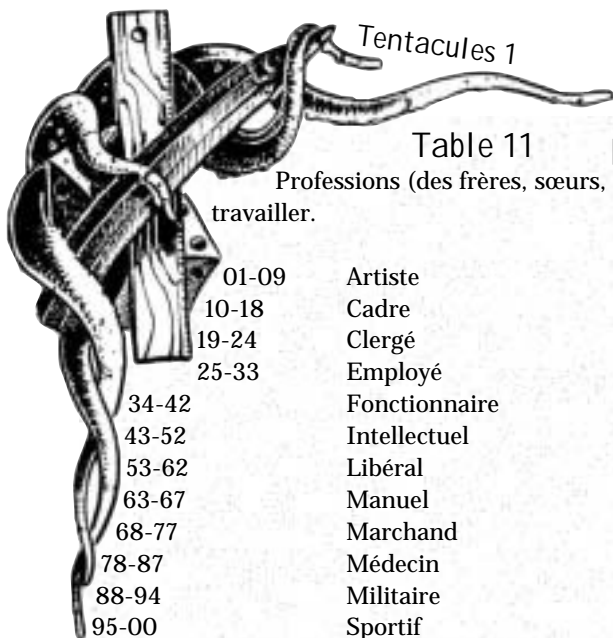 Tentacules 1
Table 11
Professions (des frères, sœurs,
travailler.
01-09 Artiste
10-18 Cadre
19-24 Clergé
25-33 Employé
34-42 Fonctionnaire
43-52 Intellectuel
53-62 Libéral
63-67 Manuel
68-77 Marchand
78-87 Médecin
88-94 Militaire
95-00 Sportif